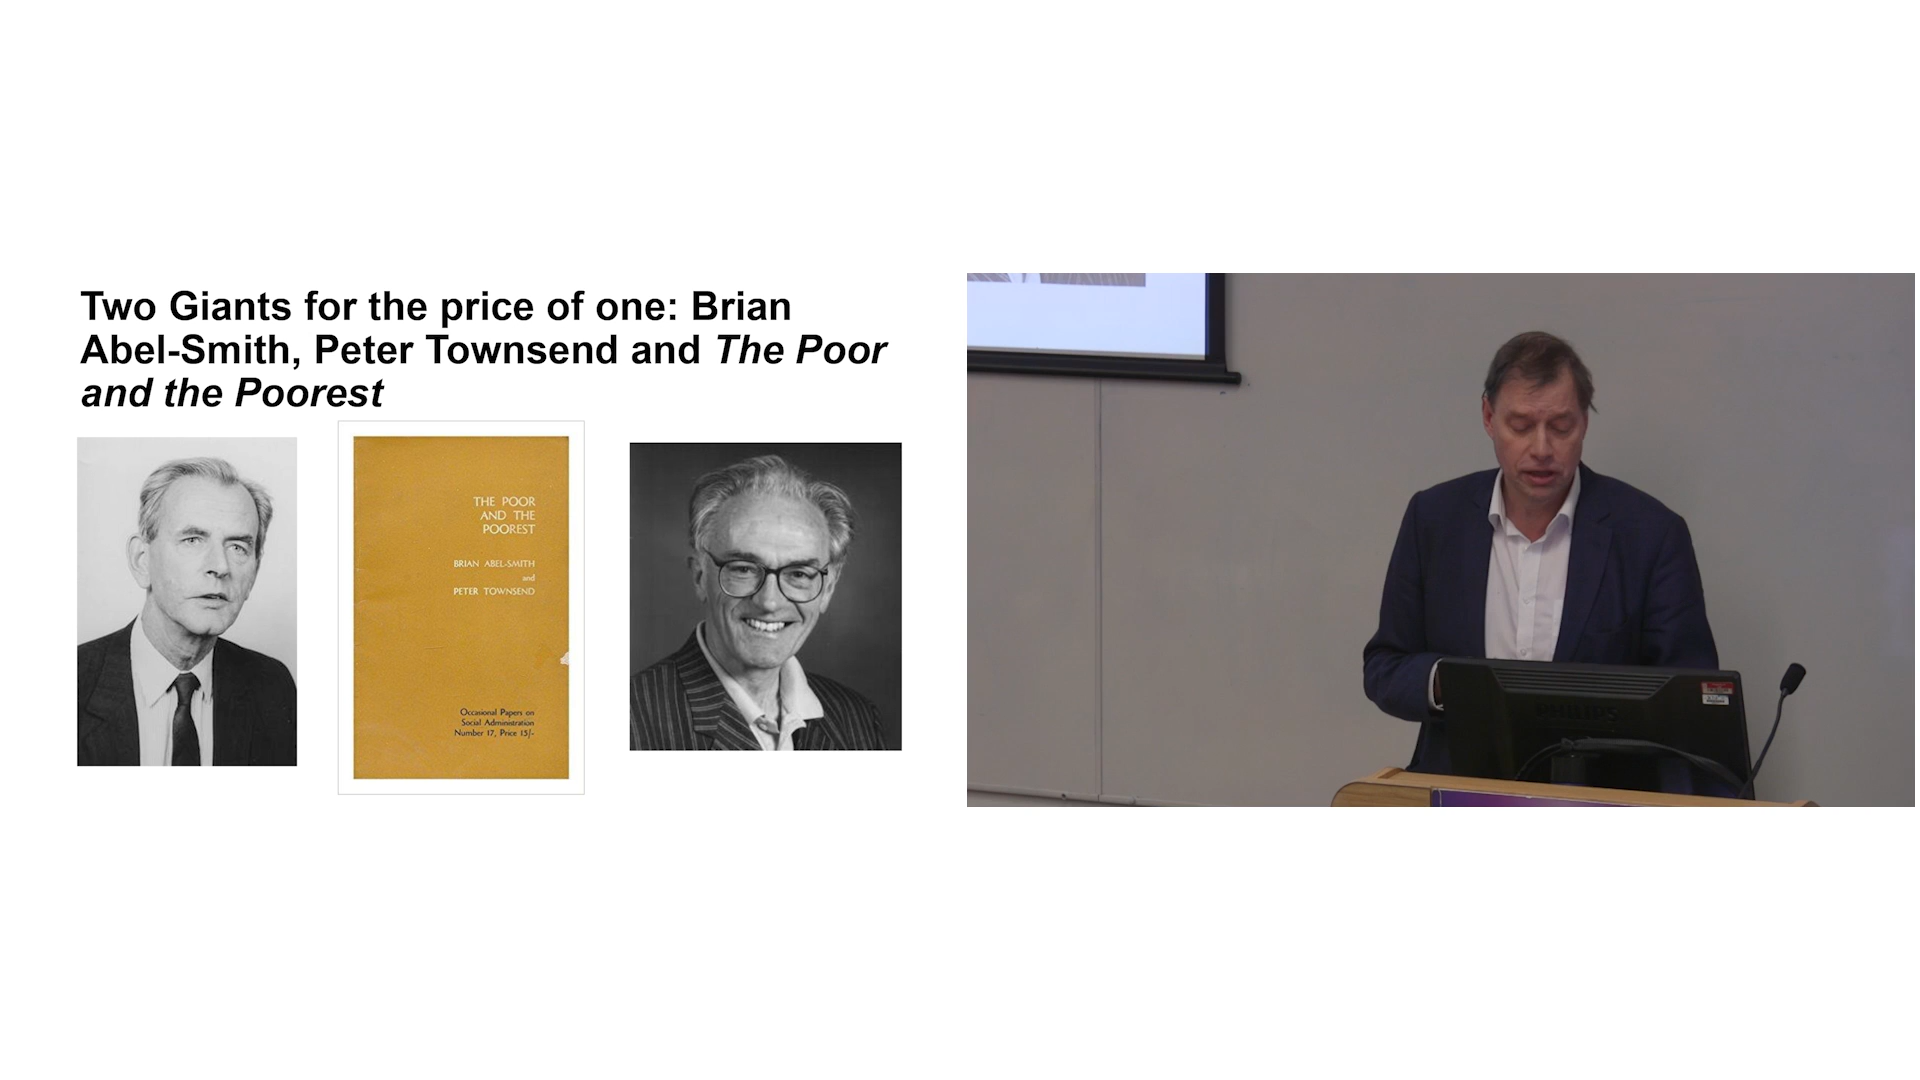 Two Giants for the price of one: Brian
Abel-Smith, Peter Townsend and The Poor
and the Poorest
THE POOR
AND THE
POOREST
BRIAN ABEL-SMITH
and
PETER TOWNSEND
Occasional Papers on
Social Administration
Number 17, Price 15/-
PHILIPS